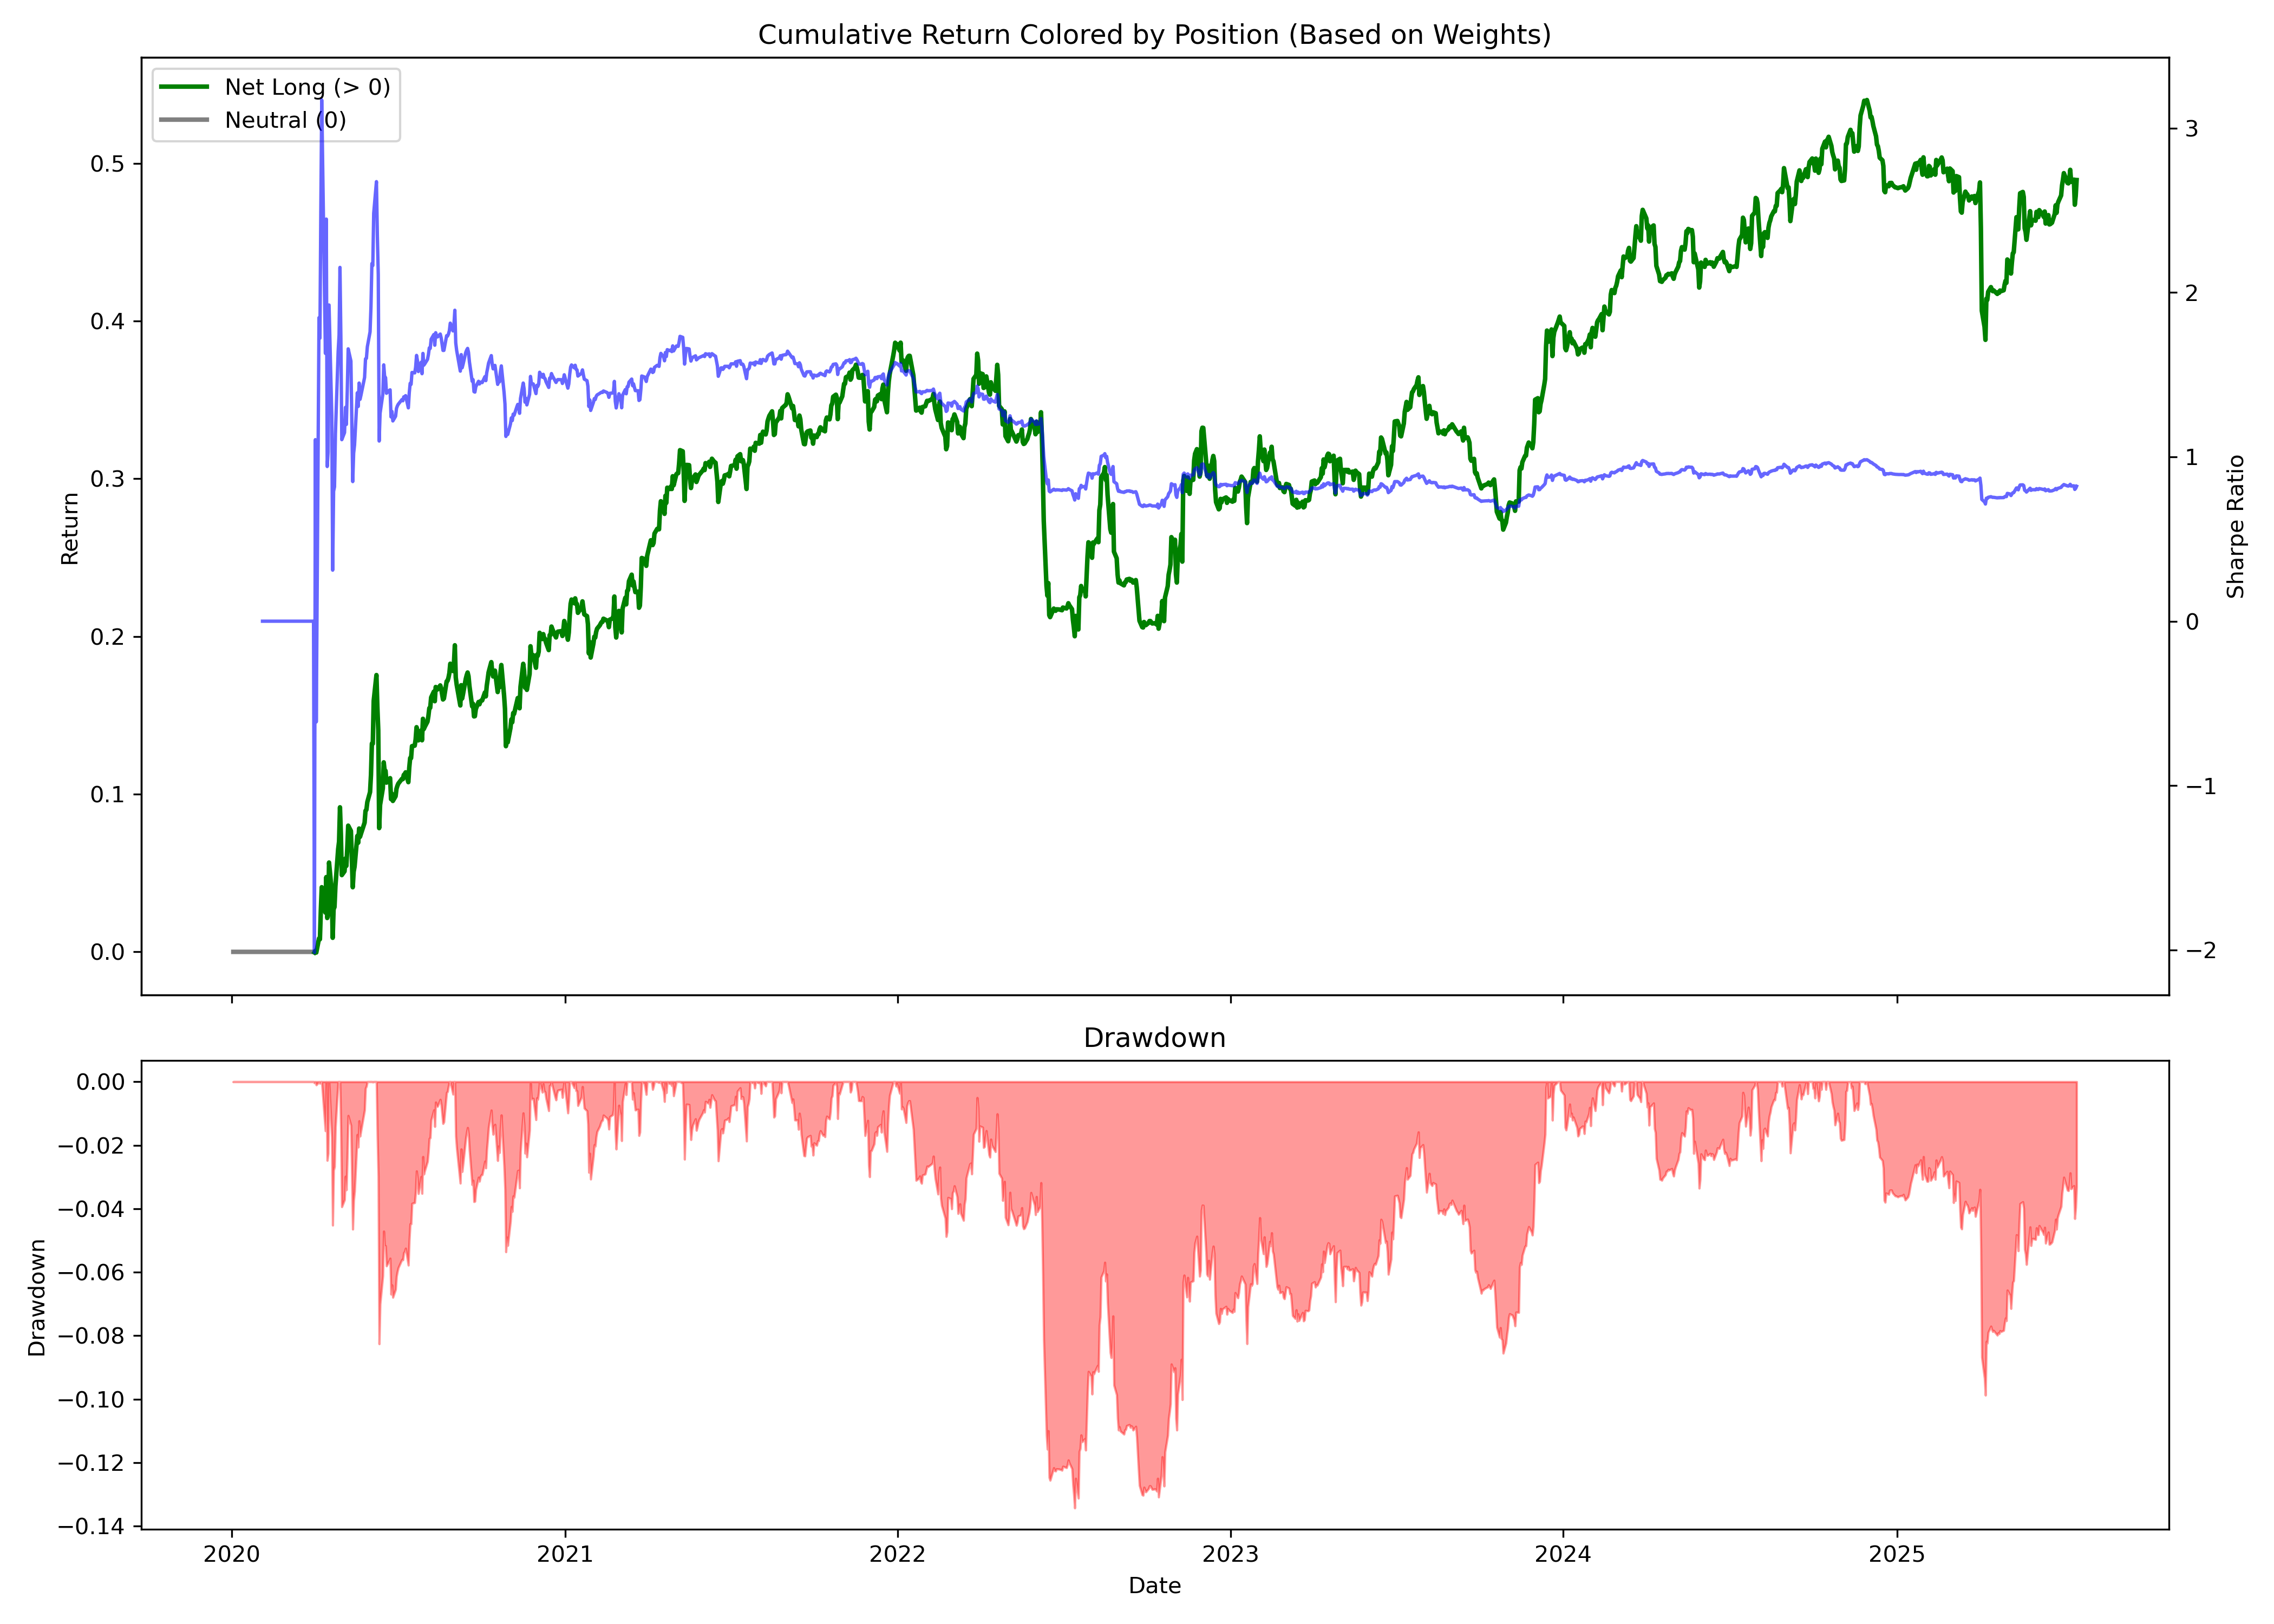 Cumulative Return Colored by Position (Based on Weights)
Net Long (> 0)
Neutral (0)
Return
0.5
0.4
0.3
0.2
0.1
0.0
Sharpe Ratio
3
2
1
0
−1
−2
Drawdown
Drawdown
0.00
−0.02
−0.04
−0.06
−0.08
−0.10
−0.12
−0.14
2020 2021 2022 2023 2024 2025
Date